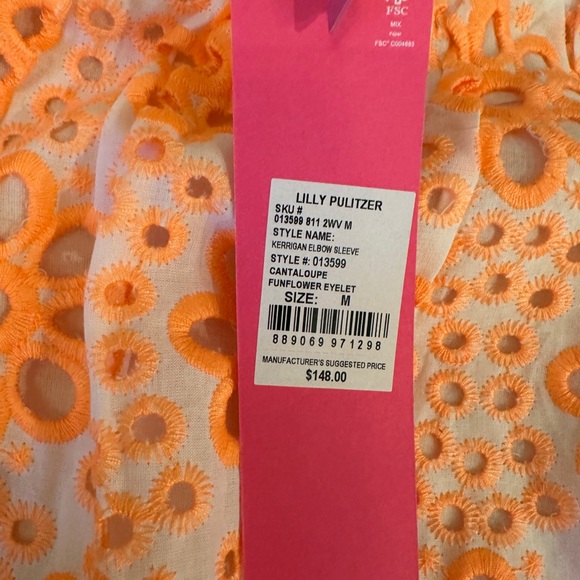 FSC
MIX
Paper
FSC® C004693
LILLY PULITZER
SKU #
013599 811 2WV M
STYLE NAME:
KERRIGAN ELBOW SLEEVE
STYLE #: 013599
CANTALOUPE
FUNFLOWER EYELET
SIZE: M
889069 971298
MANUFACTURER'S SUGGESTED PRICE
$148.00